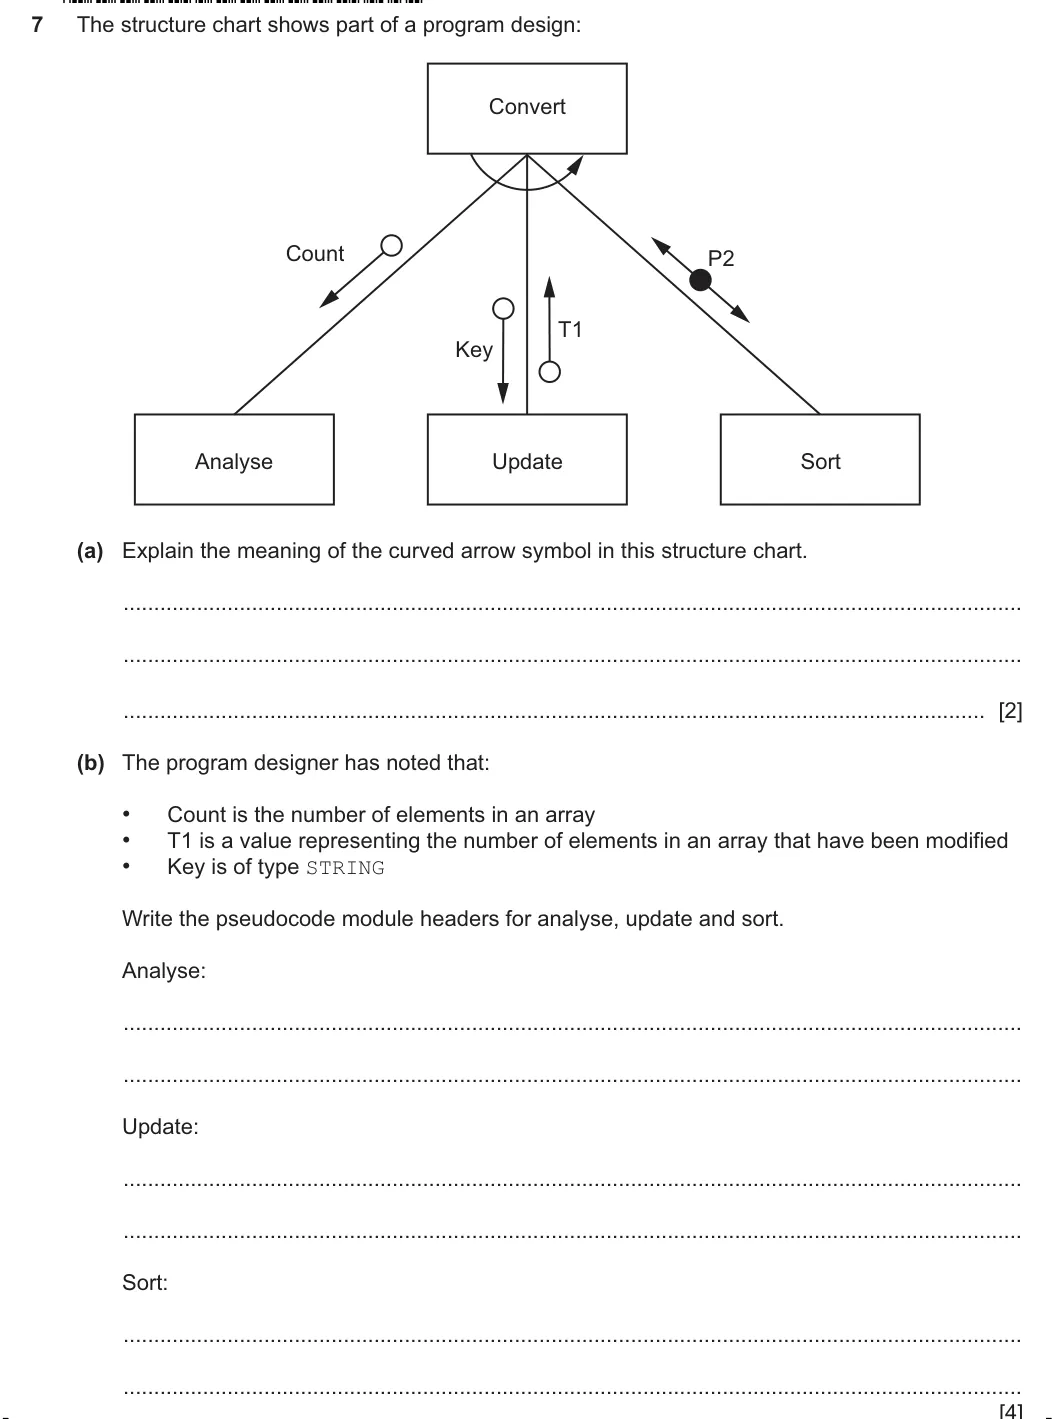 7 The structure chart shows part of a program design:
Convert
Count
P2
T1
Key
Analyse
Update
Sort
(a) Explain the meaning of the curved arrow symbol in this structure chart.
[2]
(b) The program designer has noted that:
• Count is the number of elements in an array
• T1 is a value representing the number of elements in an array that have been modified
• Key is of type STRING
Write the pseudocode module headers for analyse, update and sort.
Analyse:
Update:
Sort:
[4]